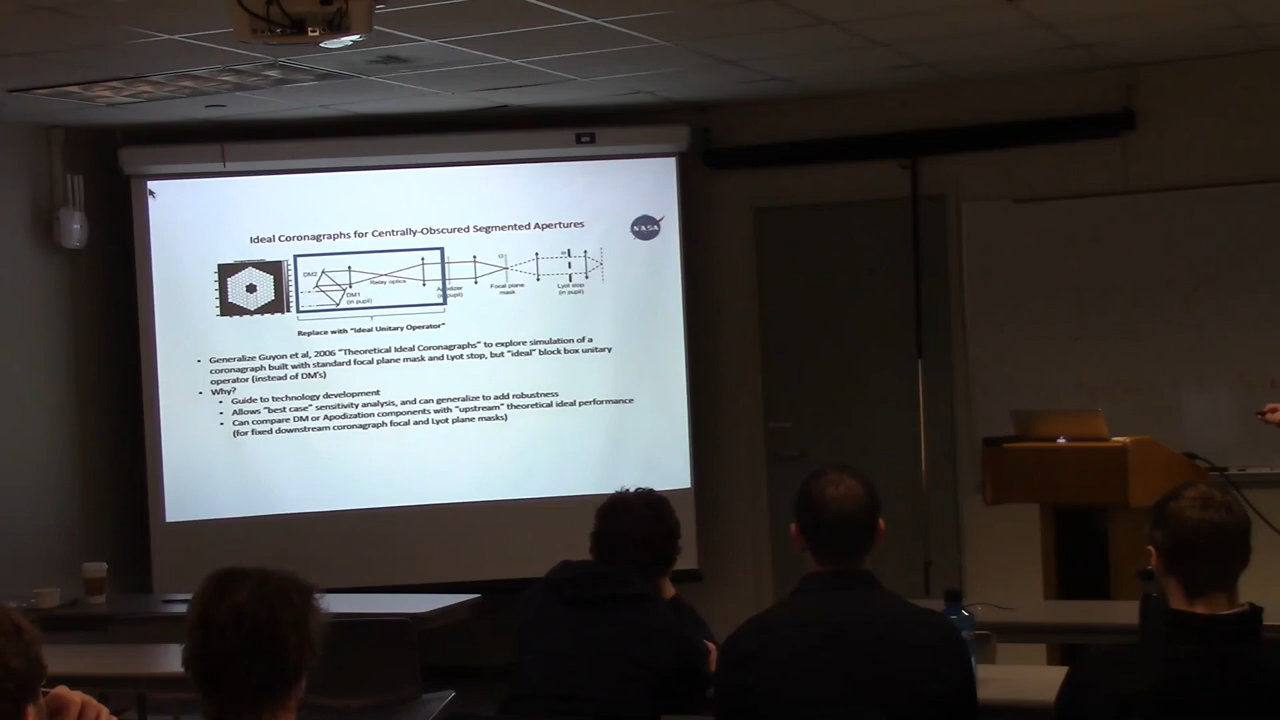 Ideal Coronagraphs for Centrally-Obscured Segmented Apertures
NASA
DM2
Relay optics
DM1
(in pupil)
Apodizer
(in pupil)
Focal plane
mask
Lyot stop
(in pupil)
Replace with "Ideal Unitary Operator"
• Generalize Guyon et al, 2006 "Theoretical Ideal Coronagraphs" to explore simulation of a
coronagraph built with standard focal plane mask and Lyot stop, but "ideal" block box unitary
operator (instead of DM's)
• Why?
• Guide to technology development
• Allows "best case" sensitivity analysis, and can generalize to add robustness
• Can compare DM or Apodization components with "upstream" theoretical ideal performance
(for fixed downstream coronagraph focal and Lyot plane masks)